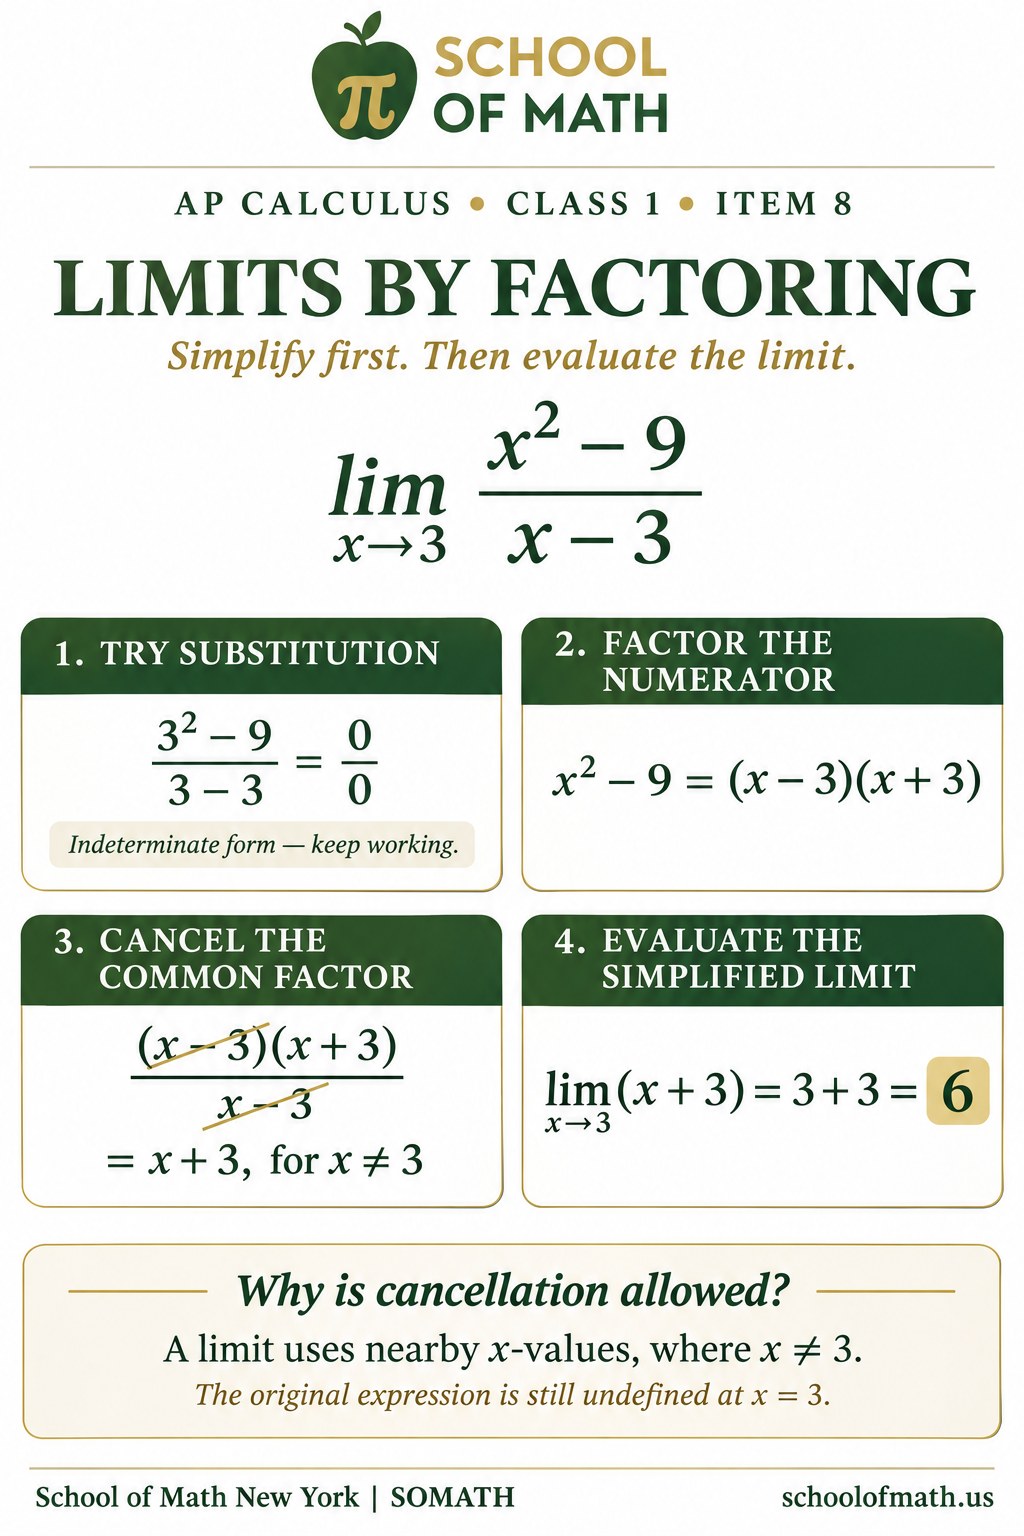 π
SCHOOL
OF MATH
AP CALCULUS • CLASS 1 • ITEM 8
LIMITS BY FACTORING
Simplify first. Then evaluate the limit.
x² − 9
lim
x→3
x − 3
1. TRY SUBSTITUTION
3² − 9
0
=
3 − 3
0
Indeterminate form — keep working.
2. FACTOR THE
NUMERATOR
x² − 9 = (x − 3)(x + 3)
3. CANCEL THE
COMMON FACTOR
(x − 3)(x + 3)
x − 3
= x + 3, for x ≠ 3
4. EVALUATE THE
SIMPLIFIED LIMIT
lim(x + 3) = 3 + 3 = 6
x→3
Why is cancellation allowed?
A limit uses nearby x-values, where x ≠ 3.
The original expression is still undefined at x = 3.
School of Math New York | SOMATH
schoolofmath.us